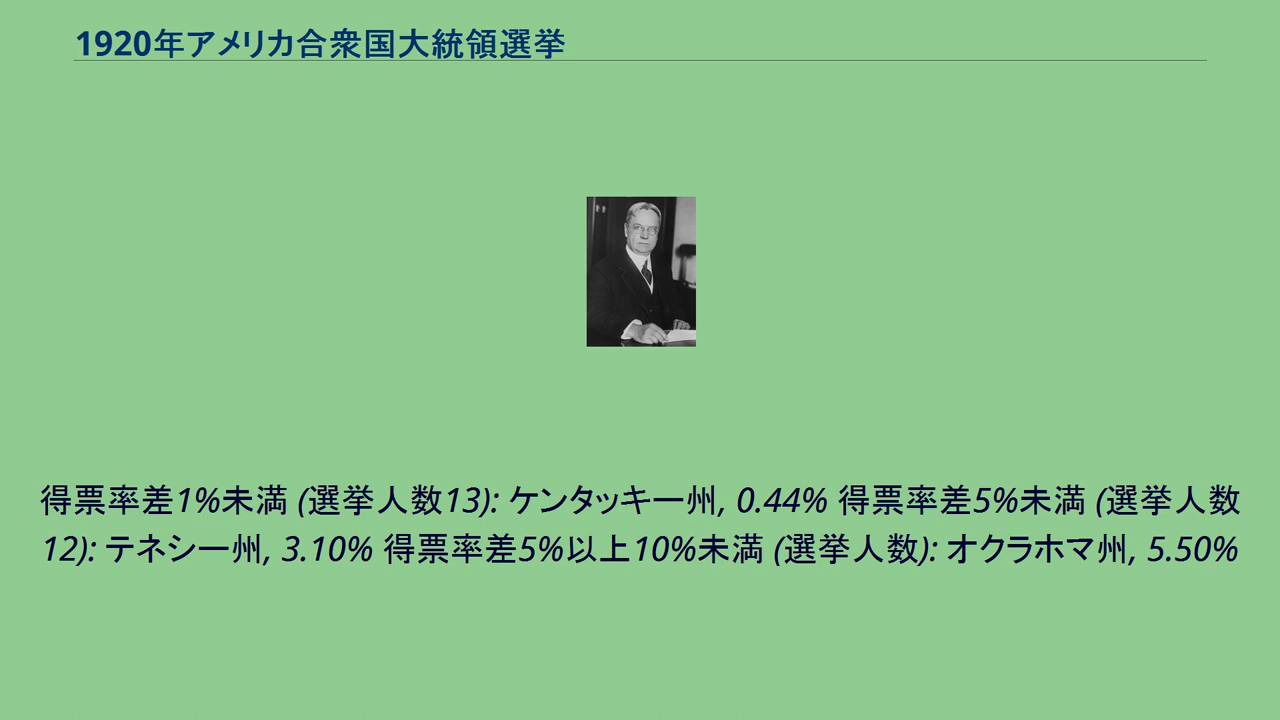 1920年アメリカ合衆国大統領選挙
得票率差1%未満 (選挙人数13): ケンタッキー州, 0.44% 得票率差5%未満 (選挙人数
12): テネシー州, 3.10% 得票率差5%以上10%未満 (選挙人数): オクラホマ州, 5.50%